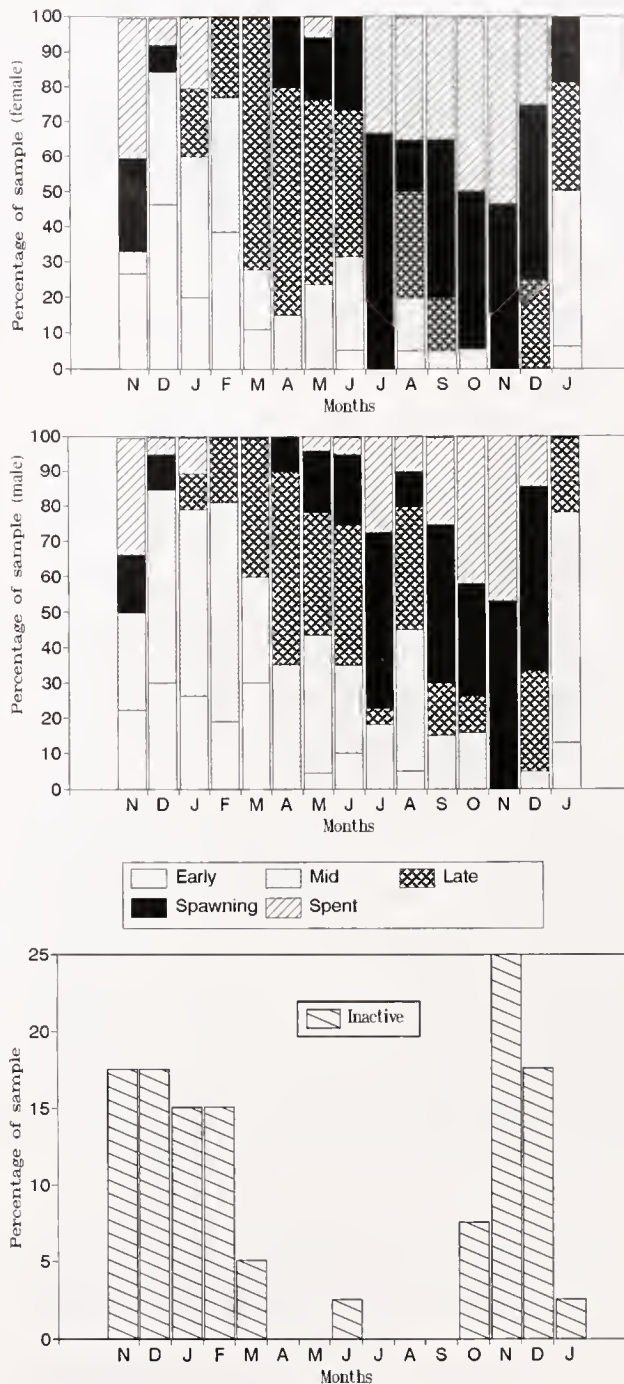 Percentage of sample (female)
100
90
80
70
60
50
40
30
20
10
0
N D J F M A M J J A S O N D J
Months
Percentage of sample (male)
100
90
80
70
60
50
40
30
20
10
0
N D J F M A M J J A S O N D J
Months
Early Mid Late
Spawning Spent
Percentage of sample
25
20
15
10
5
0
Inactive
N D J F M A M J J A S O N D J
Months